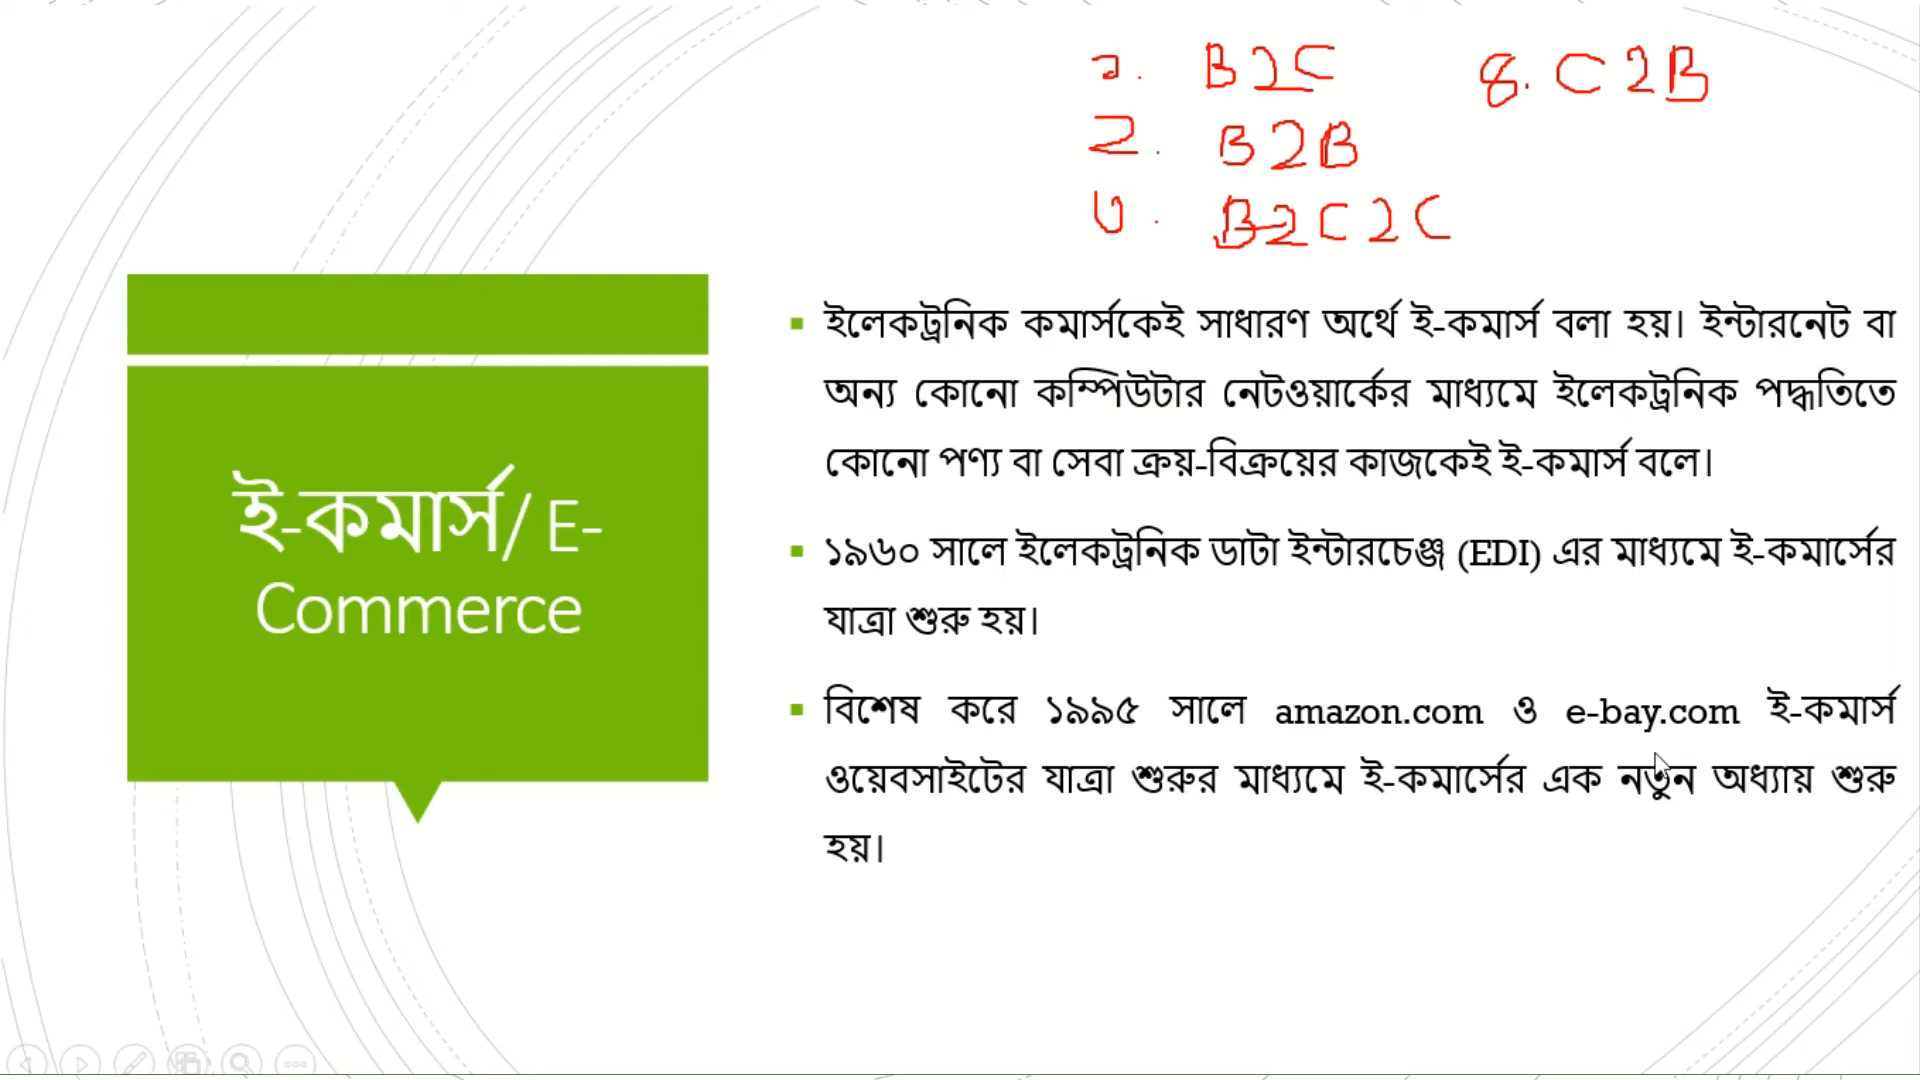 ১. B2C
৪. C2B
২. B2B
৩. B2C2C
ই-কমার্স/ E-
Commerce
ইলেকট্রনিক কমার্সকেই সাধারণ অর্থে ই-কমার্স বলা হয়। ইন্টারনেট বা
অন্য কোনো কম্পিউটার নেটওয়ার্কের মাধ্যমে ইলেকট্রনিক পদ্ধতিতে
কোনো পণ্য বা সেবা ক্রয়-বিক্রয়ের কাজকেই ই-কমার্স বলে।
১৯৬০ সালে ইলেকট্রনিক ডাটা ইন্টারচেঞ্জ (EDI) এর মাধ্যমে ই-কমার্সের
যাত্রা শুরু হয়।
বিশেষ করে ১৯৯৫ সালে amazon.com ও e-bay.com ই-কমার্স
ওয়েবসাইটের যাত্রা শুরুর মাধ্যমে ই-কমার্সের এক নতুন অধ্যায় শুরু
হয়।